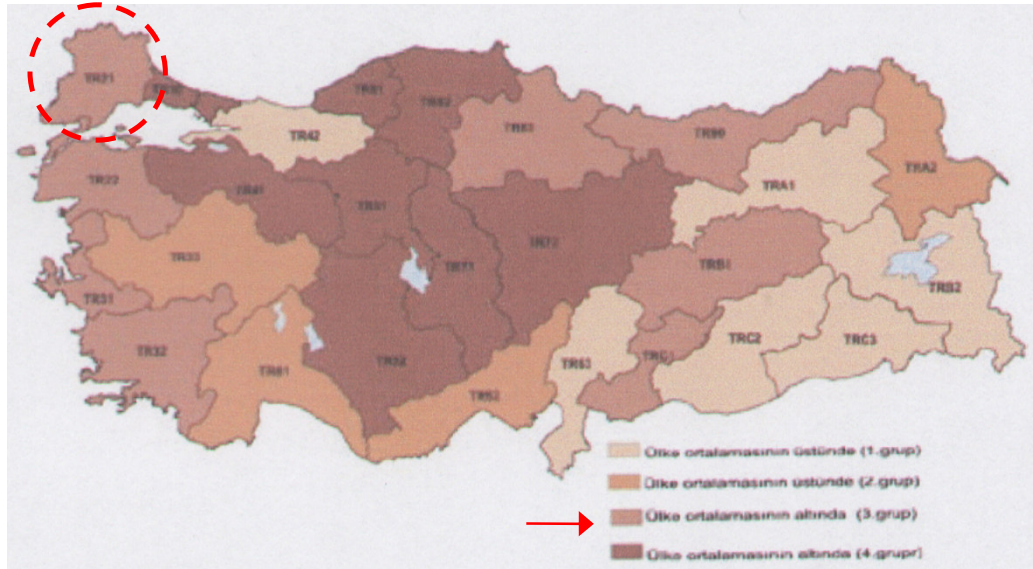 TR21
TR10
TR81
TR82
TR42
TR83
TR90
TRA2
TRA1
TR22
TR41
TR51
TR72
TR33
TR71
TRB1
TRB2
TR31
TR32
TR61
TR52
TR62
TR63
TRC1
TRC2
TRC3
Ülke ortalamasının üstünde (1.grup)
Ülke ortalamasının üstünde (2.grup)
Ülke ortalamasının altında (3.grup)
Ülke ortalamasının altında (4.grupr)